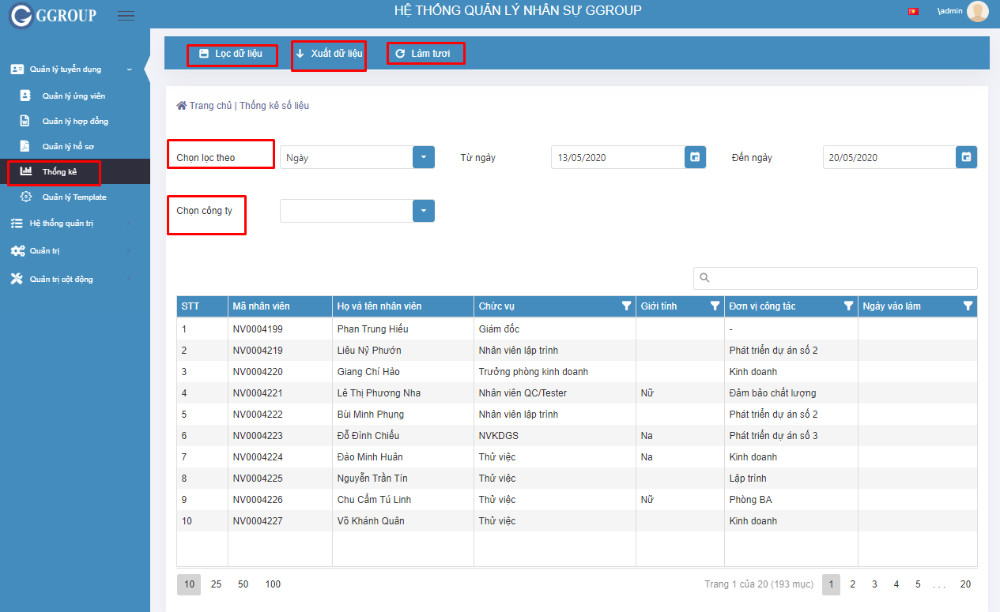 GGROUP
HỆ THỐNG QUẢN LÝ NHÂN SỰ GGROUP
\admin
Quản lý tuyển dụng
Quản lý ứng viên
Quản lý hợp đồng
Quản lý hồ sơ
Thống kê
Quản lý Template
Hệ thống quản trị
Quản trị
Quản trị cột động
Lọc dữ liệu Xuất dữ liệu Làm tươi
Trang chủ | Thống kê số liệu
Chọn lọc theo Ngày Từ ngày 13/05/2020 Đến ngày 20/05/2020
Chọn công ty
STT Mã nhân viên Họ và tên nhân viên Chức vụ Giới tính Đơn vị công tác Ngày vào làm
1 NV0004199 Phan Trung Hiếu Giám đốc -
2 NV0004219 Liêu Nỷ Phướn Nhân viên lập trình Phát triển dự án số 2
3 NV0004220 Giang Chí Hào Trưởng phòng kinh doanh Kinh doanh
4 NV0004221 Lê Thị Phương Nha Nhân viên QC/Tester Nữ Đảm bảo chất lượng
5 NV0004222 Bùi Minh Phụng Nhân viên lập trình Phát triển dự án số 2
6 NV0004223 Đỗ Đình Chiểu NVKDGS Na Phát triển dự án số 3
7 NV0004224 Đào Minh Huân Thử việc Na Kinh doanh
8 NV0004225 Nguyễn Trần Tín Thử việc Lập trình
9 NV0004226 Chu Cẩm Tú Linh Thử việc Nữ Phòng BA
10 NV0004227 Võ Khánh Quân Thử việc Kinh doanh
10 25 50 100 Trang 1 của 20 (193 mục) 1 2 3 4 5 . . . 20